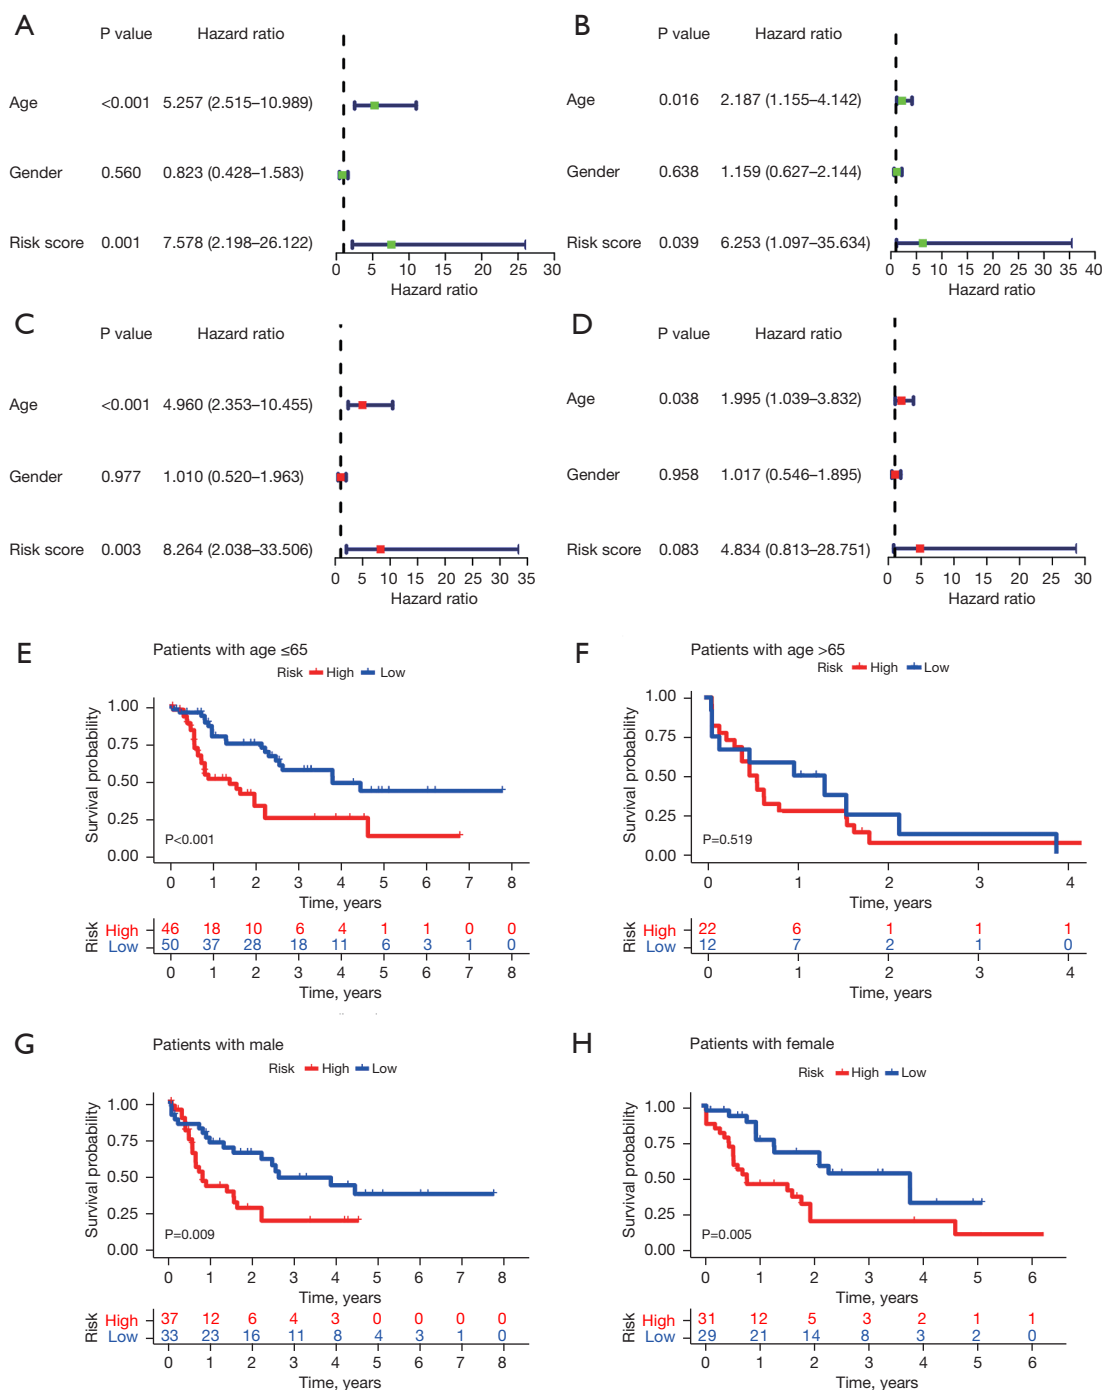 A
P value Hazard ratio
Age <0.001 5.257 (2.515–10.989)
Gender 0.560 0.823 (0.428–1.583)
Risk score 0.001 7.578 (2.198–26.122)
0 5 10 15 20 25 30
Hazard ratio
B
P value Hazard ratio
Age 0.016 2.187 (1.155–4.142)
Gender 0.638 1.159 (0.627–2.144)
Risk score 0.039 6.253 (1.097–35.634)
0 5 10 15 20 25 30 35 40
Hazard ratio
C
P value Hazard ratio
Age <0.001 4.960 (2.353–10.455)
Gender 0.977 1.010 (0.520–1.963)
Risk score 0.003 8.264 (2.038–33.506)
0 5 10 15 20 25 30 35
Hazard ratio
D
P value Hazard ratio
Age 0.038 1.995 (1.039–3.832)
Gender 0.958 1.017 (0.546–1.895)
Risk score 0.083 4.834 (0.813–28.751)
0 5 10 15 20 25 30
Hazard ratio
E
Patients with age ≤65
Risk High Low
Survival probability
1.00
0.75
0.50
0.25
0.00
P<0.001
0 1 2 3 4 5 6 7 8
Time, years
Risk
High 46 18 10 6 4 1 1 0 0
Low 50 37 28 18 11 6 3 1 0
0 1 2 3 4 5 6 7 8
Time, years
F
Patients with age >65
Risk High Low
Survival probability
1.00
0.75
0.50
0.25
0.00
P=0.519
0 1 2 3 4
Time, years
Risk
High 22 6 1 1 1
Low 12 7 2 1 0
0 1 2 3 4
Time, years
G
Patients with male
Risk High Low
Survival probability
1.00
0.75
0.50
0.25
0.00
P=0.009
0 1 2 3 4 5 6 7 8
Time, years
Risk
High 37 12 6 4 3 0 0 0 0
Low 33 23 16 11 8 4 3 1 0
0 1 2 3 4 5 6 7 8
Time, years
H
Patients with female
Risk High Low
Survival probability
1.00
0.75
0.50
0.25
0.00
P=0.005
0 1 2 3 4 5 6
Time, years
Risk
High 31 12 5 3 2 1 1
Low 29 21 14 8 3 2 0
0 1 2 3 4 5 6
Time, years